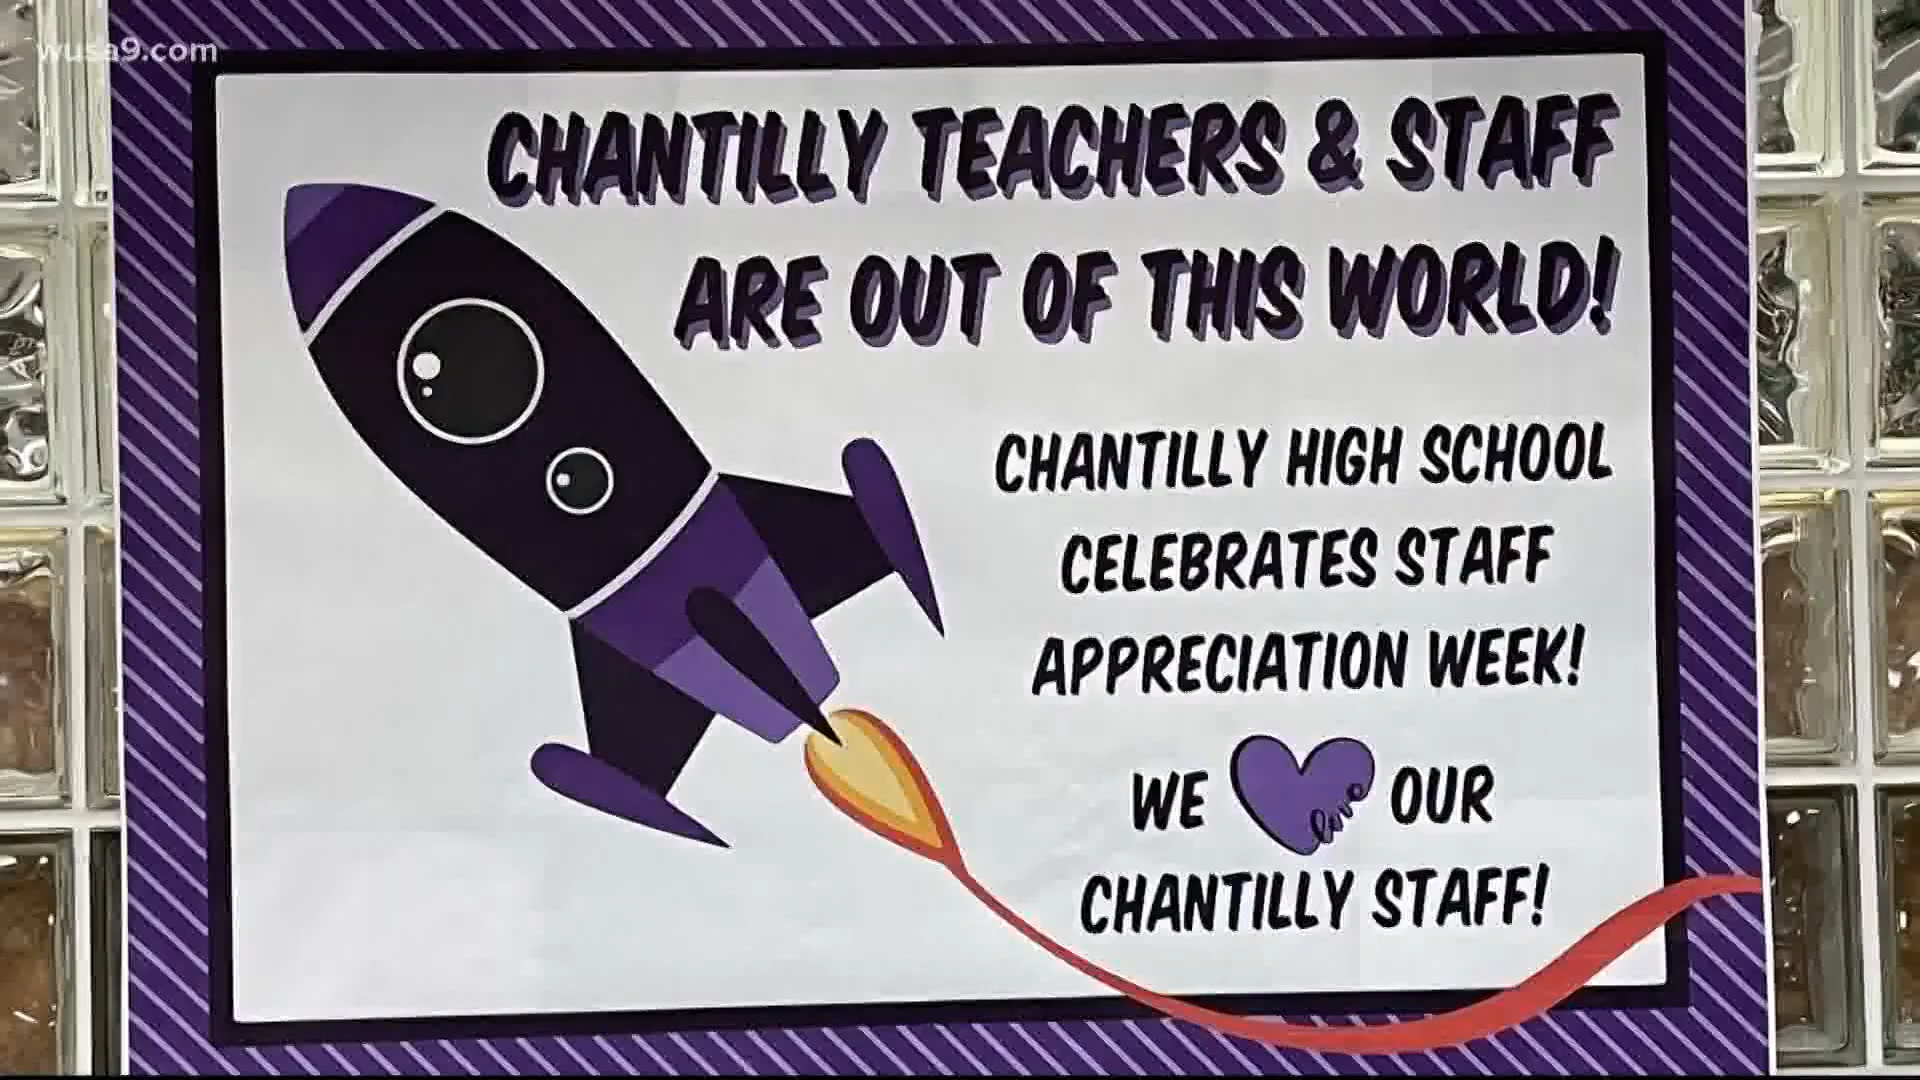 wusa9.com
CHANTILLY TEACHERS & STAFF
ARE OUT OF THIS WORLD!
CHANTILLY HIGH SCHOOL
CELEBRATES STAFF
APPRECIATION WEEK!
WE love OUR
CHANTILLY STAFF!